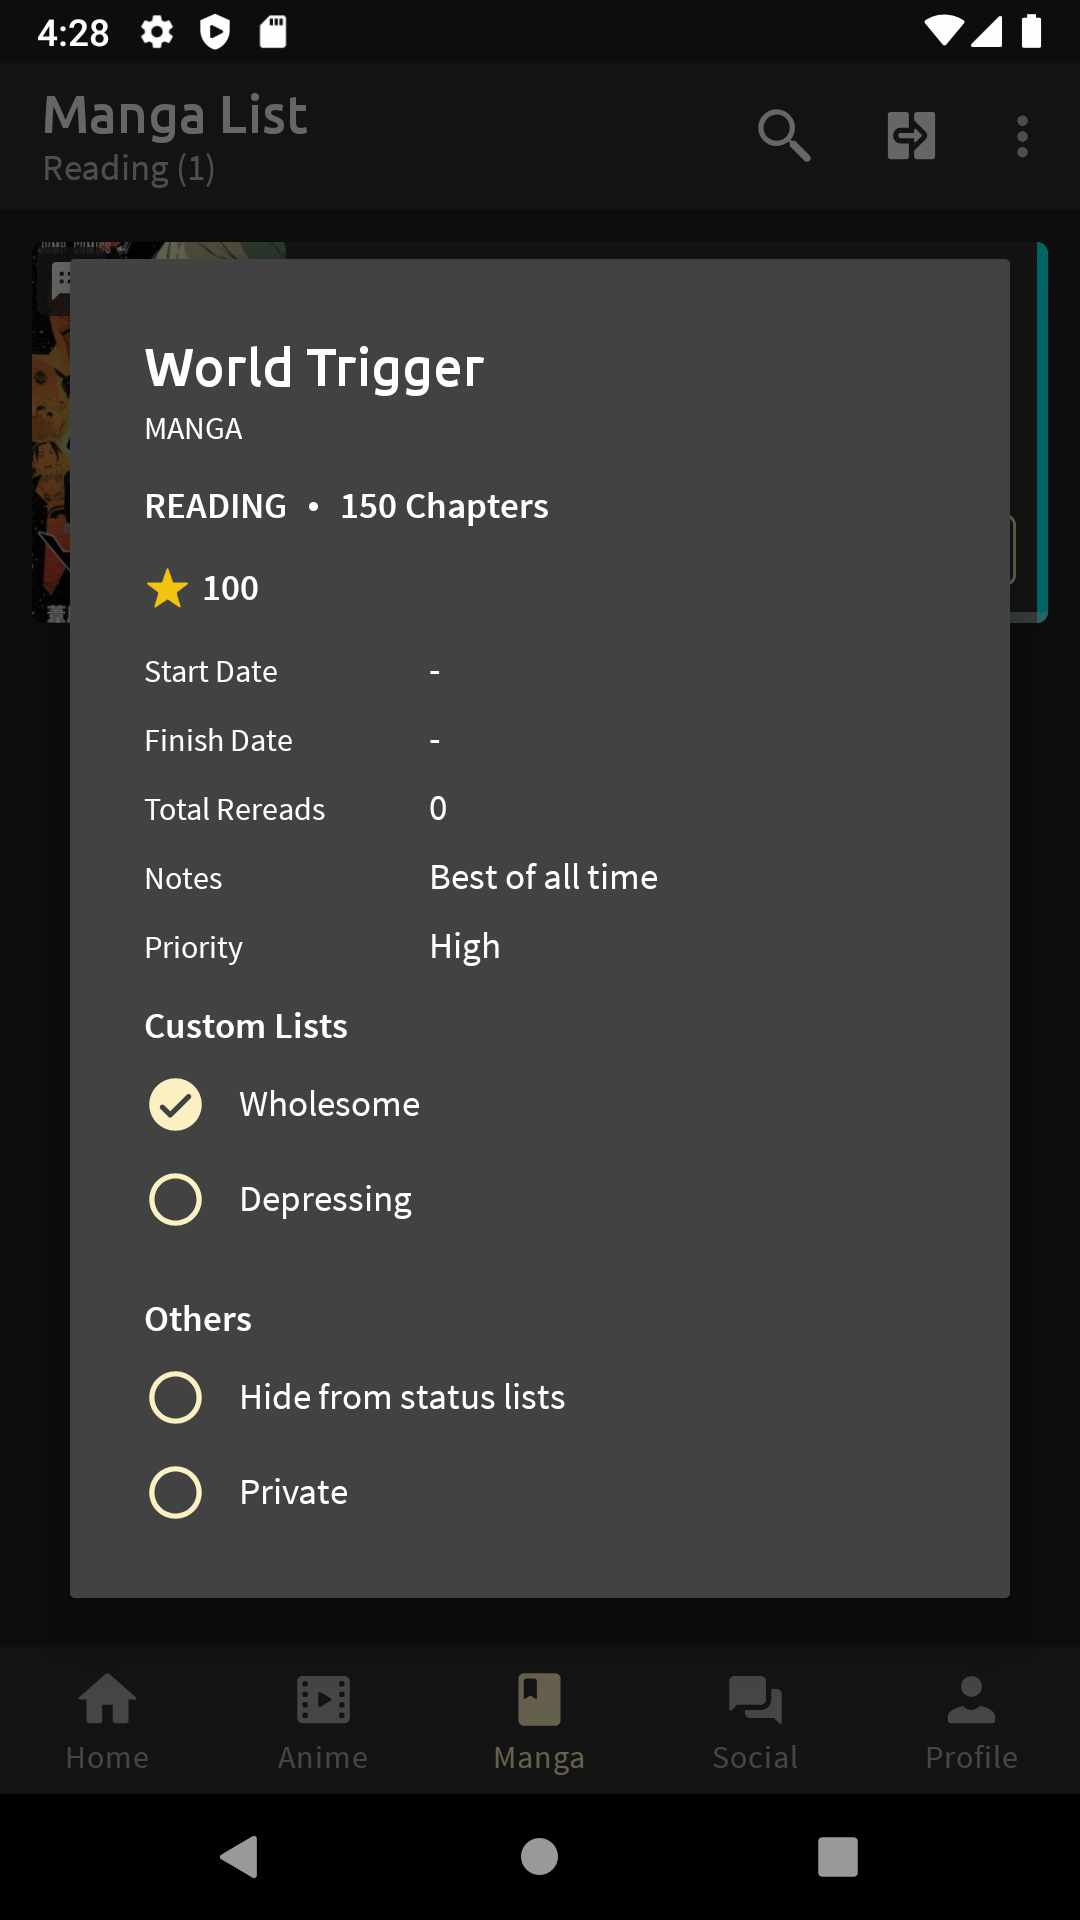 4:28
Manga List
Reading (1)
World Trigger
MANGA
READING • 150 Chapters
100
Start Date -
Finish Date -
Total Rereads 0
Notes Best of all time
Priority High
Custom Lists
Wholesome
Depressing
Others
Hide from status lists
Private
Home Anime Manga Social Profile